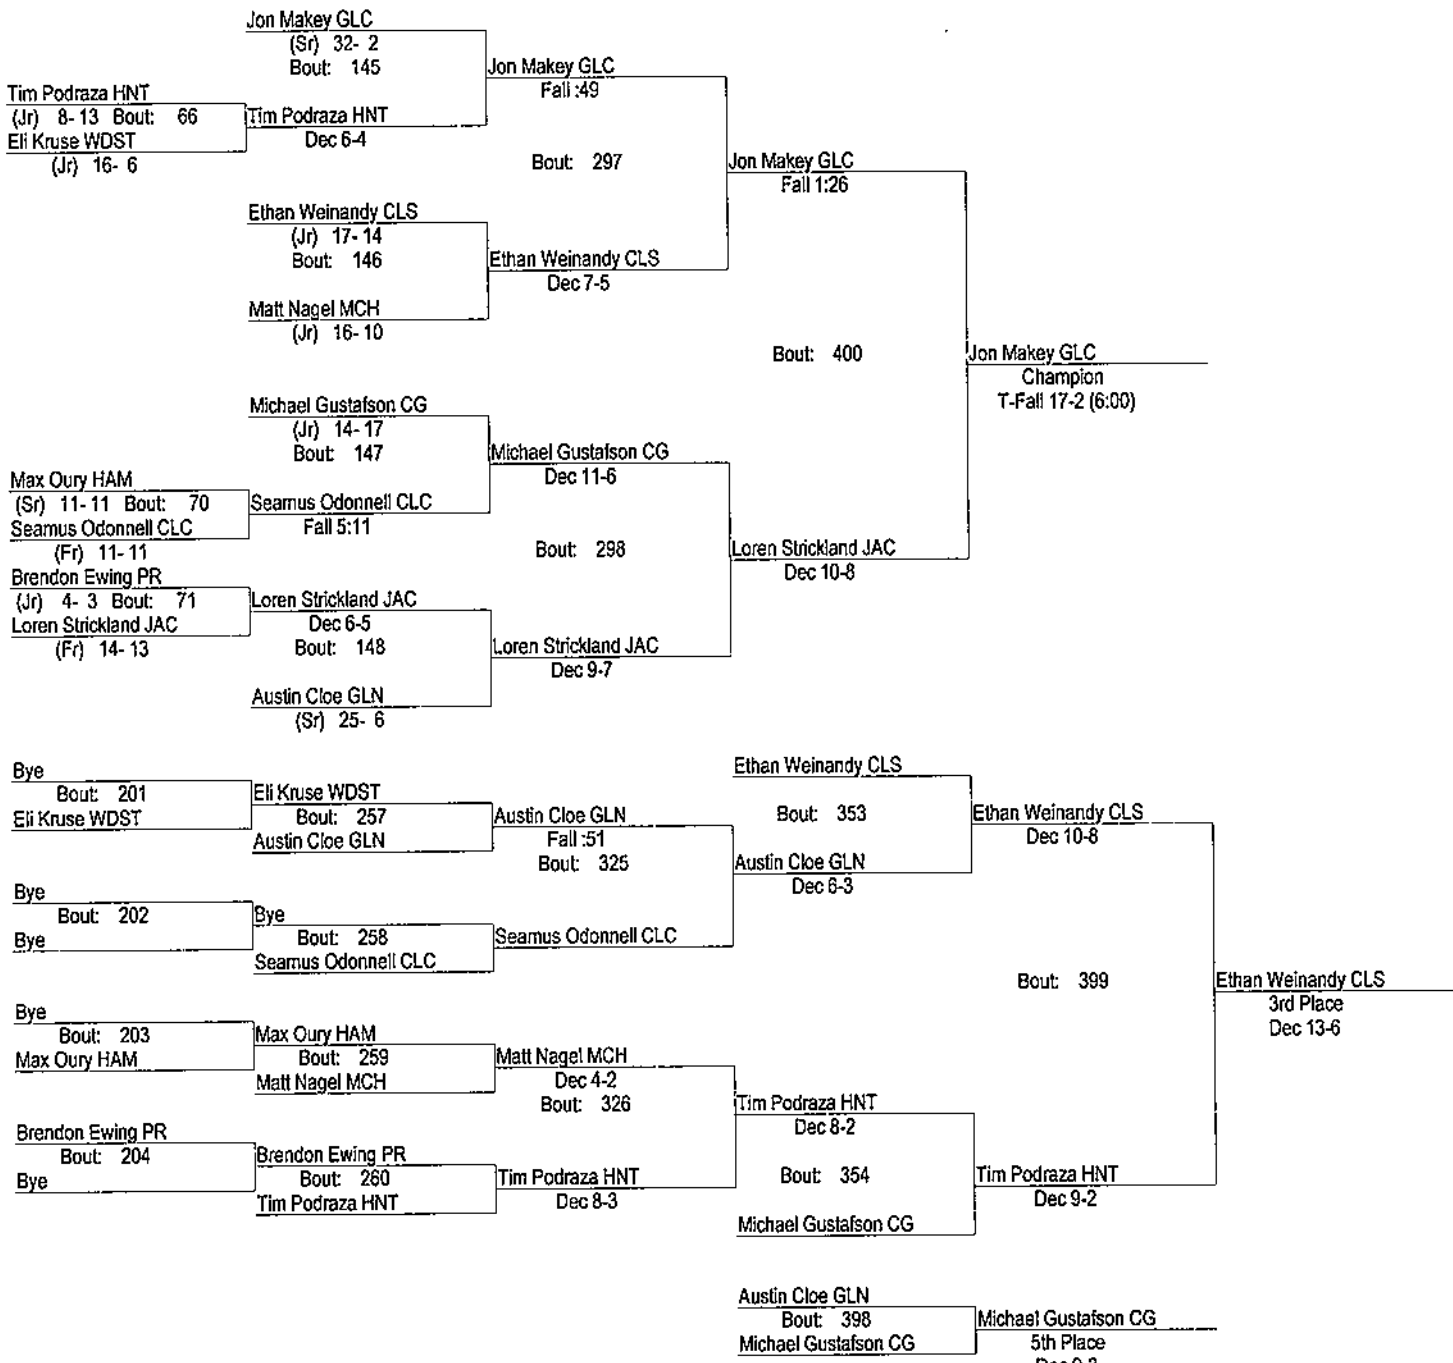 Jon Makey GLC
(Sr) 32- 2
Bout: 145
Jon Makey GLC
Fall :49
Tim Podraza HNT
(Jr) 8- 13 Bout: 66
Eli Kruse WDST
(Jr) 16- 6
Tim Podraza HNT
Dec 6-4
Bout: 297
Jon Makey GLC
Fall 1:26
Ethan Weinandy CLS
(Jr) 17- 14
Bout: 146
Ethan Weinandy CLS
Dec 7-5
Matt Nagel MCH
(Jr) 16- 10
Bout: 400
Jon Makey GLC
Champion
T-Fall 17-2 (6:00)
Michael Gustafson CG
(Jr) 14- 17
Bout: 147
Michael Gustafson CG
Dec 11-6
Max Oury HAM
(Sr) 11- 11 Bout: 70
Seamus Odonnell CLC
(Fr) 11- 11
Seamus Odonnell CLC
Fall 5:11
Bout: 298
Loren Strickland JAC
Dec 10-8
Brendon Ewing PR
(Jr) 4- 3 Bout: 71
Loren Strickland JAC
(Fr) 14- 13
Loren Strickland JAC
Dec 6-5
Bout: 148
Loren Strickland JAC
Dec 9-7
Austin Cloe GLN
(Sr) 25- 6
Bye
Bout: 201
Eli Kruse WDST
Eli Kruse WDST
Bout: 257
Austin Cloe GLN
Austin Cloe GLN
Fall :51
Bout: 325
Ethan Weinandy CLS
Bout: 353
Austin Cloe GLN
Dec 6-3
Ethan Weinandy CLS
Dec 10-8
Bye
Bout: 202
Bye
Bye
Bout: 258
Seamus Odonnell CLC
Seamus Odonnell CLC
Bout: 399
Ethan Weinandy CLS
3rd Place
Dec 13-6
Bye
Bout: 203
Max Oury HAM
Max Oury HAM
Bout: 259
Matt Nagel MCH
Matt Nagel MCH
Dec 4-2
Bout: 326
Tim Podraza HNT
Dec 8-2
Bout: 354
Michael Gustafson CG
Tim Podraza HNT
Dec 9-2
Brendon Ewing PR
Bout: 204
Bye
Brendon Ewing PR
Bout: 260
Tim Podraza HNT
Tim Podraza HNT
Dec 8-3
Austin Cloe GLN
Bout: 398
Michael Gustafson CG
Michael Gustafson CG
5th Place